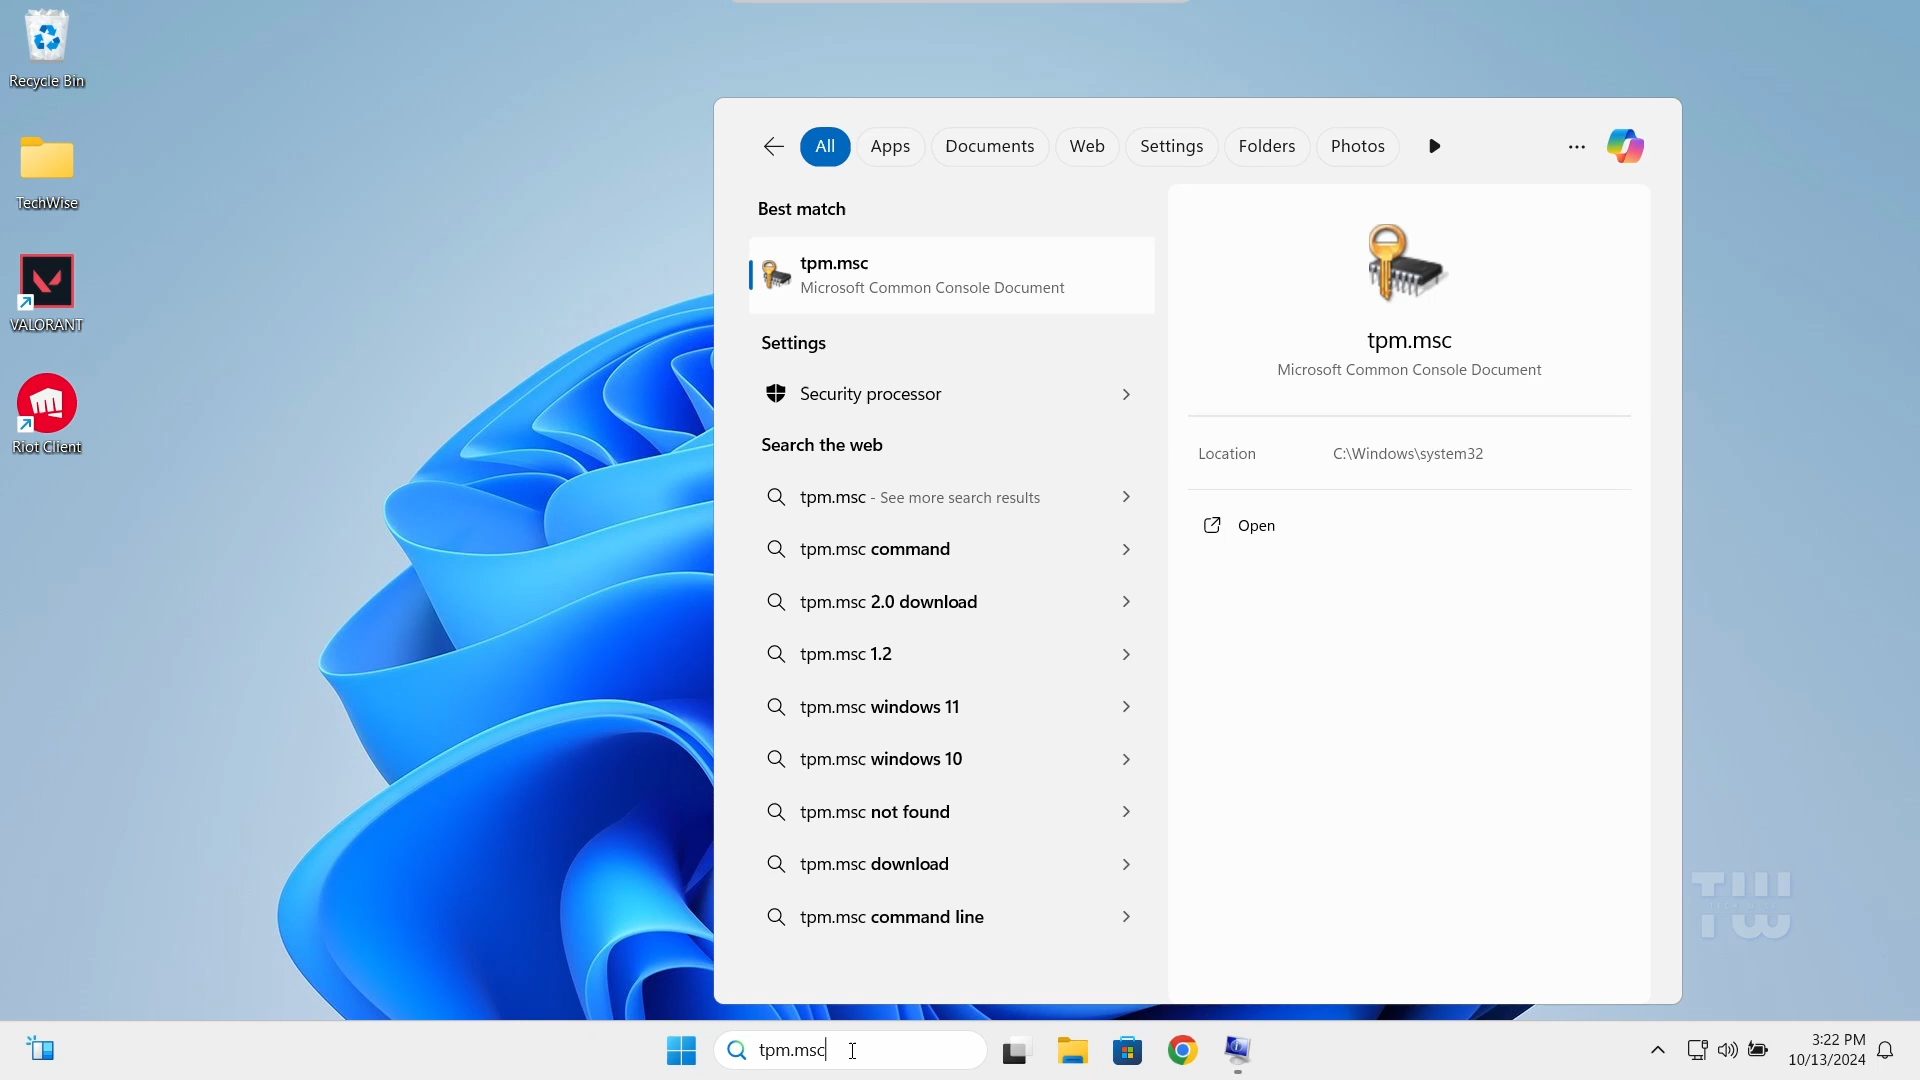 Recycle Bin
TechWise
VALORANT
Riot Client
All
Apps
Documents
Web
Settings
Folders
Photos
Best match
tpm.msc
Microsoft Common Console Document
Settings
Security processor
Search the web
tpm.msc - See more search results
tpm.msc command
tpm.msc 2.0 download
tpm.msc 1.2
tpm.msc windows 11
tpm.msc windows 10
tpm.msc not found
tpm.msc download
tpm.msc command line
tpm.msc
Microsoft Common Console Document
Location C:\Windows\system32
Open
TW
tpm.msc
3:22 PM
10/13/2024